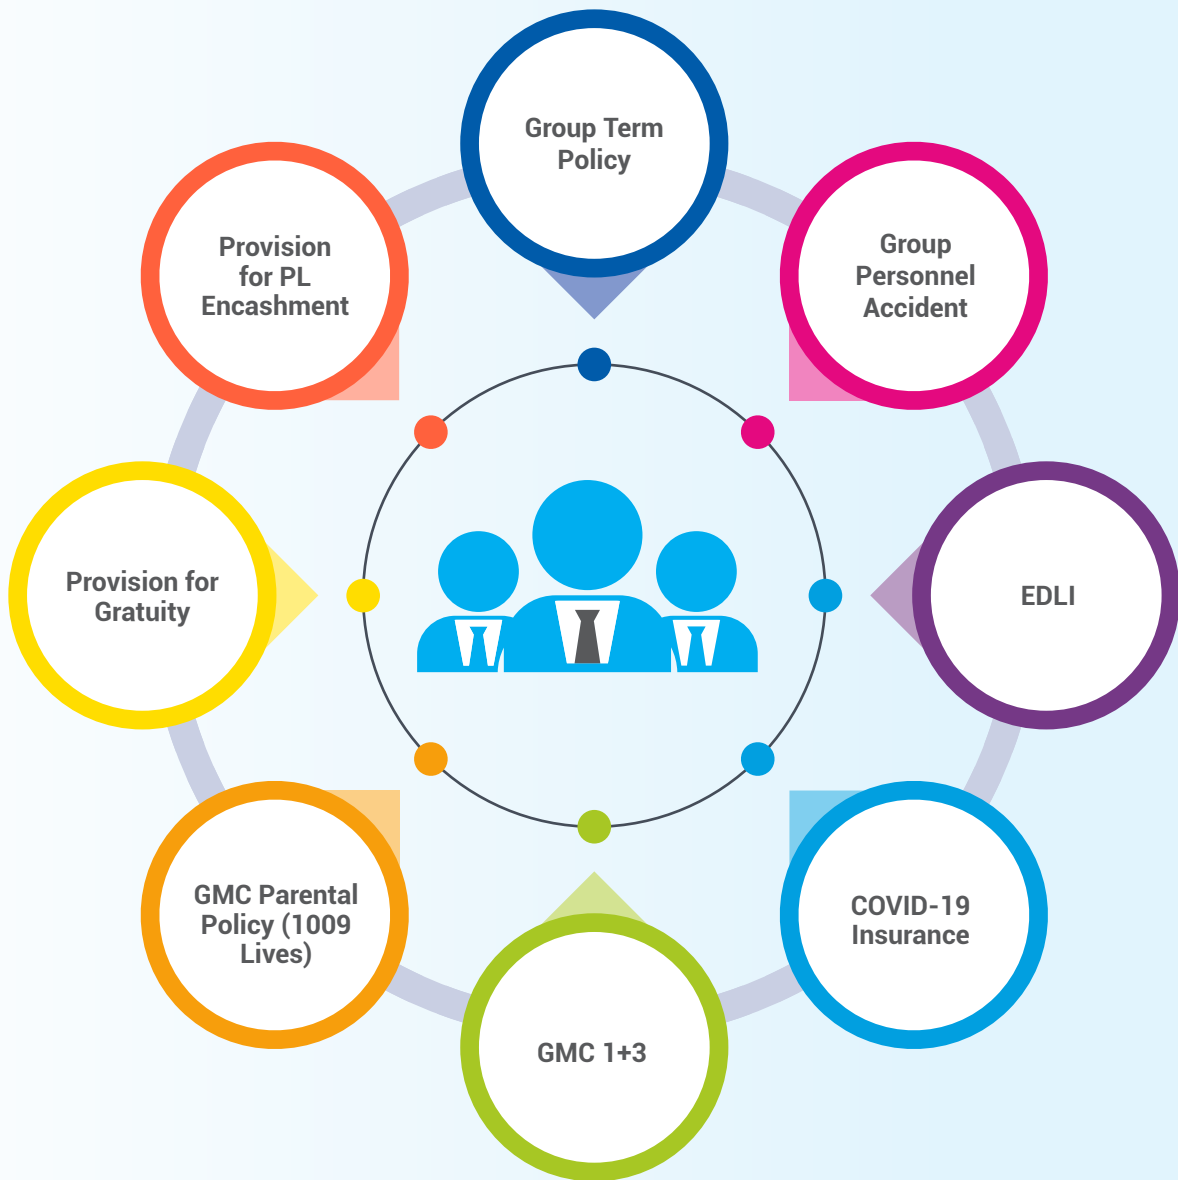 Group Term
Policy
Group
Personnel
Accident
EDLI
COVID-19
Insurance
GMC 1+3
GMC Parental
Policy (1009
Lives)
Provision for
Gratuity
Provision
for PL
Encashment